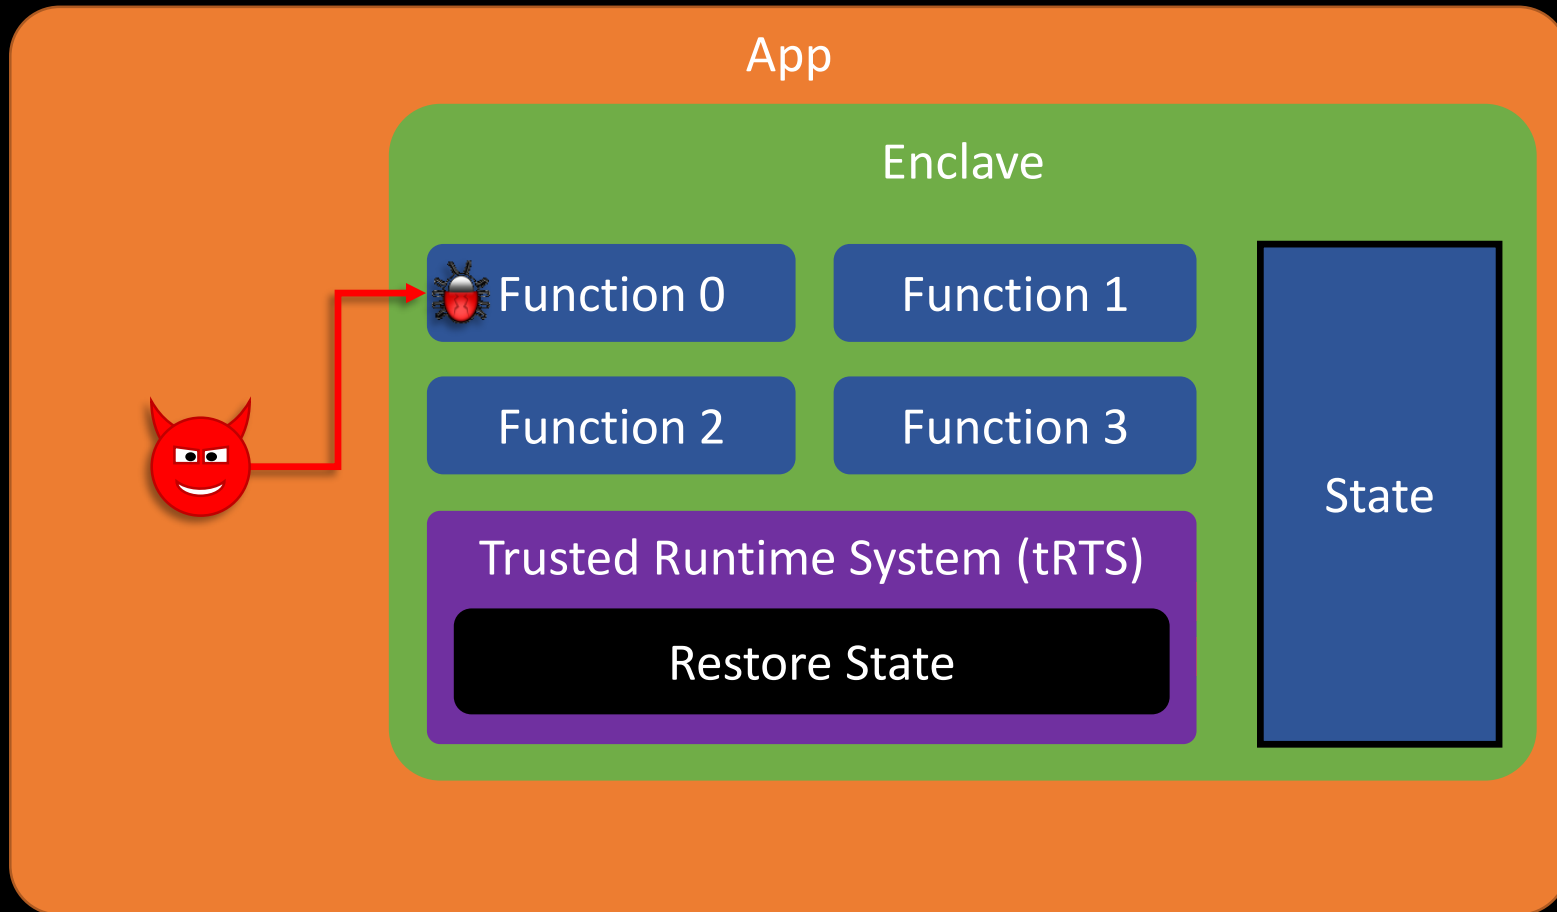 App
Enclave
Function 0
Function 1
Function 2
Function 3
State
Trusted Runtime System (tRTS)
Restore State